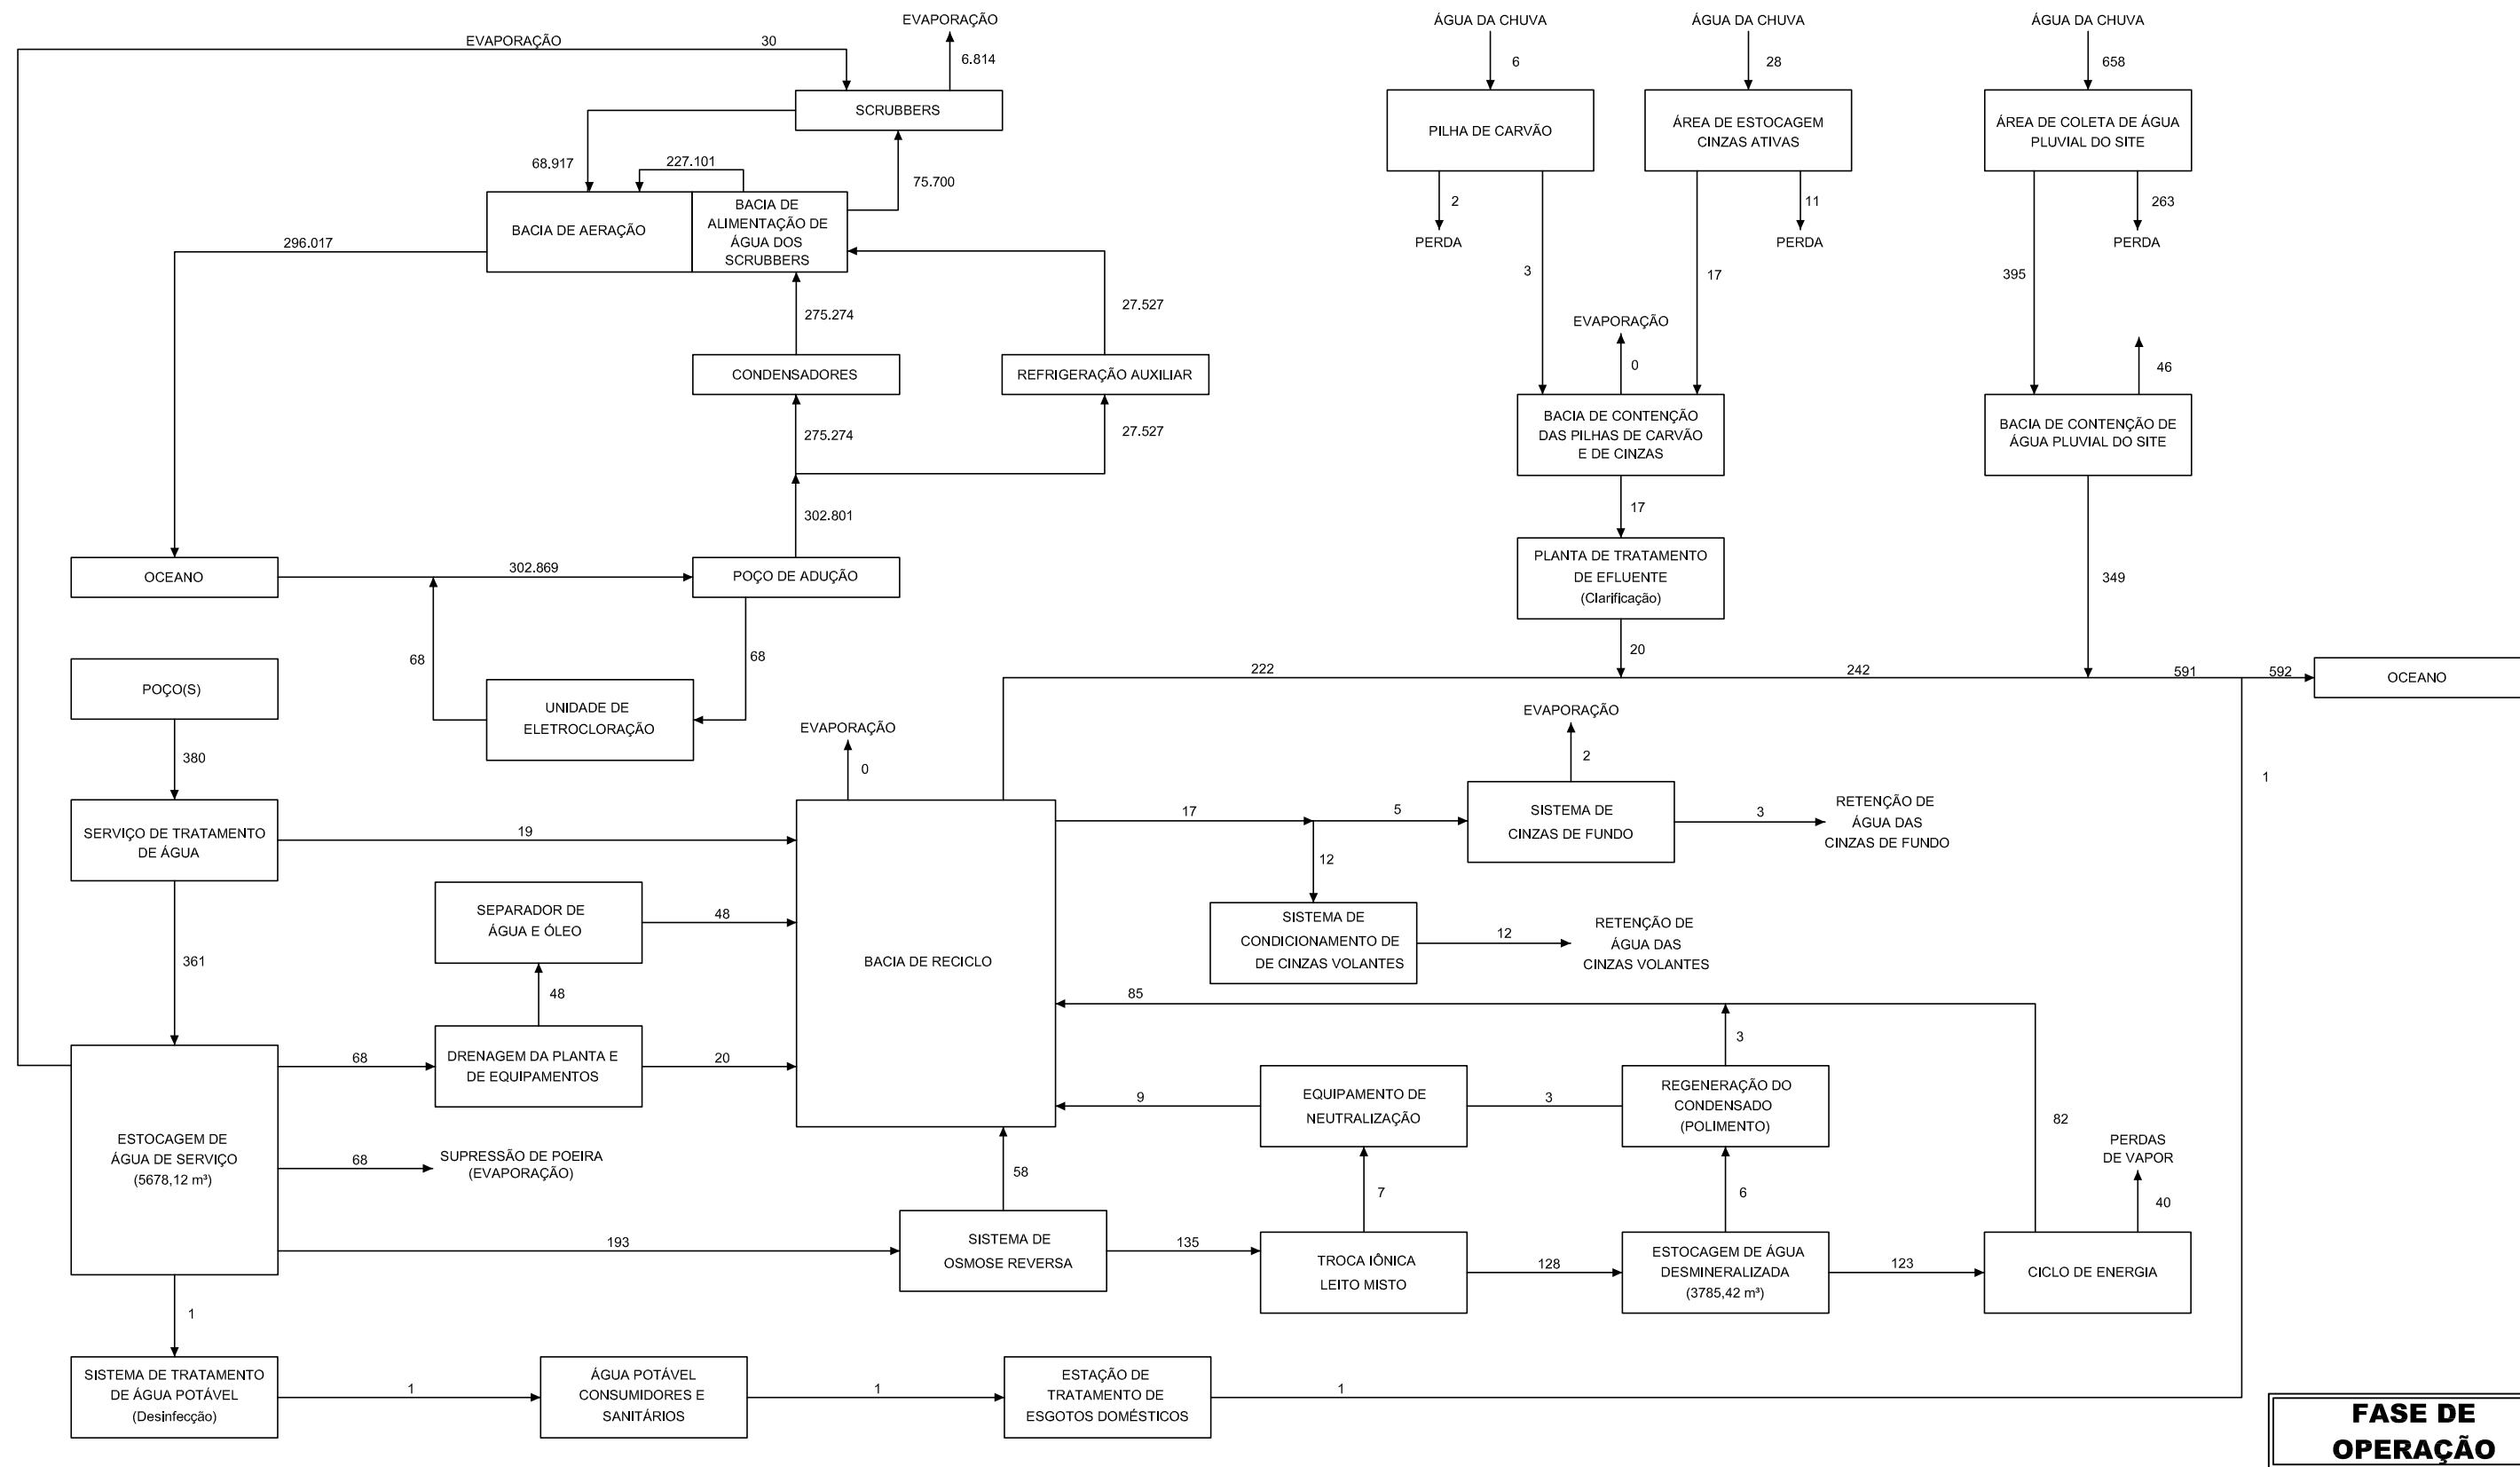 EVAPORAÇÃO
ÁGUA DA CHUVA
ÁGUA DA CHUVA
ÁGUA DA CHUVA
EVAPORAÇÃO
30
6.814
6
28
658
SCRUBBERS
PILHA DE CARVÃO
ÁREA DE ESTOCAGEM
CINZAS ATIVAS
ÁREA DE COLETA DE ÁGUA
PLUVIAL DO SITE
68.917
227.101
75.700
2
11
263
BACIA DE AERAÇÃO
BACIA DE
ALIMENTAÇÃO DE
ÁGUA DOS
SCRUBBERS
296.017
PERDA
PERDA
PERDA
3
17
395
275.274
27.527
EVAPORAÇÃO
0
46
CONDENSADORES
REFRIGERAÇÃO AUXILIAR
275.274
27.527
BACIA DE CONTENÇÃO
DAS PILHAS DE CARVÃO
E DE CINZAS
BACIA DE CONTENÇÃO DE
ÁGUA PLUVIAL DO SITE
302.801
17
OCEANO
302.869
POÇO DE ADUÇÃO
PLANTA DE TRATAMENTO
DE EFLUENTE
(Clarificação)
349
68
68
20
POÇO(S)
222
242
591
592
OCEANO
UNIDADE DE
ELETROCLORAÇÃO
EVAPORAÇÃO
EVAPORAÇÃO
380
0
2
1
SERVIÇO DE TRATAMENTO
DE ÁGUA
19
17
5
SISTEMA DE
CINZAS DE FUNDO
3
RETENÇÃO DE
ÁGUA DAS
CINZAS DE FUNDO
12
SEPARADOR DE
ÁGUA E ÓLEO
48
SISTEMA DE
CONDICIONAMENTO DE
DE CINZAS VOLANTES
12
RETENÇÃO DE
ÁGUA DAS
CINZAS VOLANTES
361
BACIA DE RECICLO
48
85
3
68
DRENAGEM DA PLANTA E
DE EQUIPAMENTOS
20
EQUIPAMENTO DE
NEUTRALIZAÇÃO
9
3
REGENERAÇÃO DO
CONDENSADO
(POLIMENTO)
82
ESTOCAGEM DE
ÁGUA DE SERVIÇO
(5678,12 m³)
68
SUPRESSÃO DE POEIRA
(EVAPORAÇÃO)
58
7
6
PERDAS
DE VAPOR
40
193
SISTEMA DE
OSMOSE REVERSA
135
TROCA IÔNICA
LEITO MISTO
128
ESTOCAGEM DE ÁGUA
DESMINERALIZADA
(3785,42 m³)
123
CICLO DE ENERGIA
1
SISTEMA DE TRATAMENTO
DE ÁGUA POTÁVEL
(Desinfecção)
1
ÁGUA POTÁVEL
CONSUMIDORES E
SANITÁRIOS
1
ESTAÇÃO DE
TRATAMENTO DE
ESGOTOS DOMÉSTICOS
1
FASE DE
OPERAÇÃO